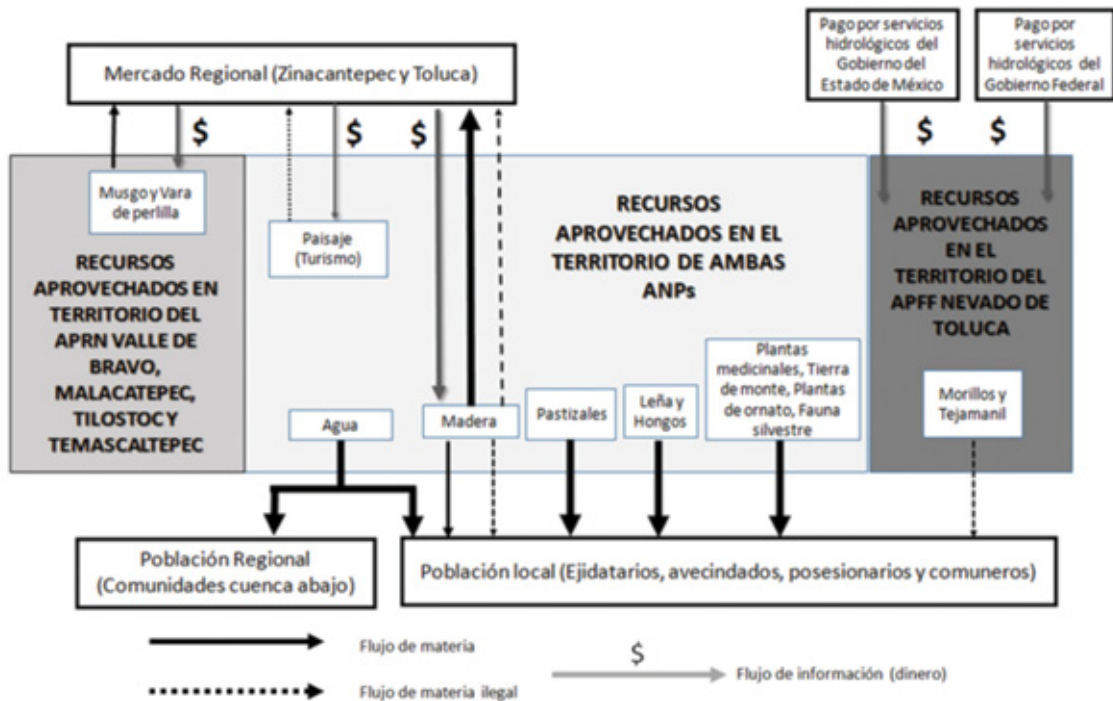 Pago por
servicios
hidrológicos del
Gobierno del
Estado de México
Pago por
servicios
hidrológicos del
Gobierno Federal
Mercado Regional (Zinacantepec y Toluca)
$
$
$
$
$
Musgo y Vara
de perlilla
RECURSOS
APROVECHADOS EN
TERRITORIO DEL
APRN VALLE DE
BRAVO,
MALACATEPEC,
TILOSTOC Y
TEMASCALTEPEC
Paisaje
(Turismo)
RECURSOS
APROVECHADOS EN EL
TERRITORIO DE AMBAS
ANPs
RECURSOS
APROVECHADOS
EN EL
TERRITORIO DEL
APFF NEVADO DE
TOLUCA
Agua
Madera
Pastizales
Leña y
Hongos
Plantas
medicinales, Tierra
de monte, Plantas
de ornato, Fauna
silvestre
Morillos y
Tejamanil
Población Regional
(Comunidades cuenca abajo)
Población local (Ejidatarios, avecindados, posesionarios y comuneros)
Flujo de materia
Flujo de materia ilegal
$
Flujo de información (dinero)